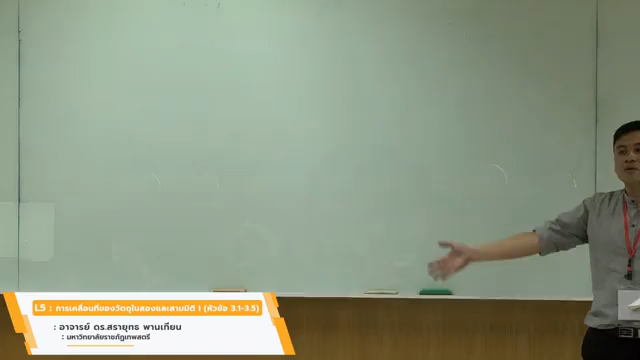 L5 : การเคลื่อนที่ของวัตถุในสองและสามมิติ I (หัวข้อ 3.1-3.5)
: อาจารย์ ดร.สรายุทธ พานเทียน
: มหาวิทยาลัยราชภัฏเทพสตรี